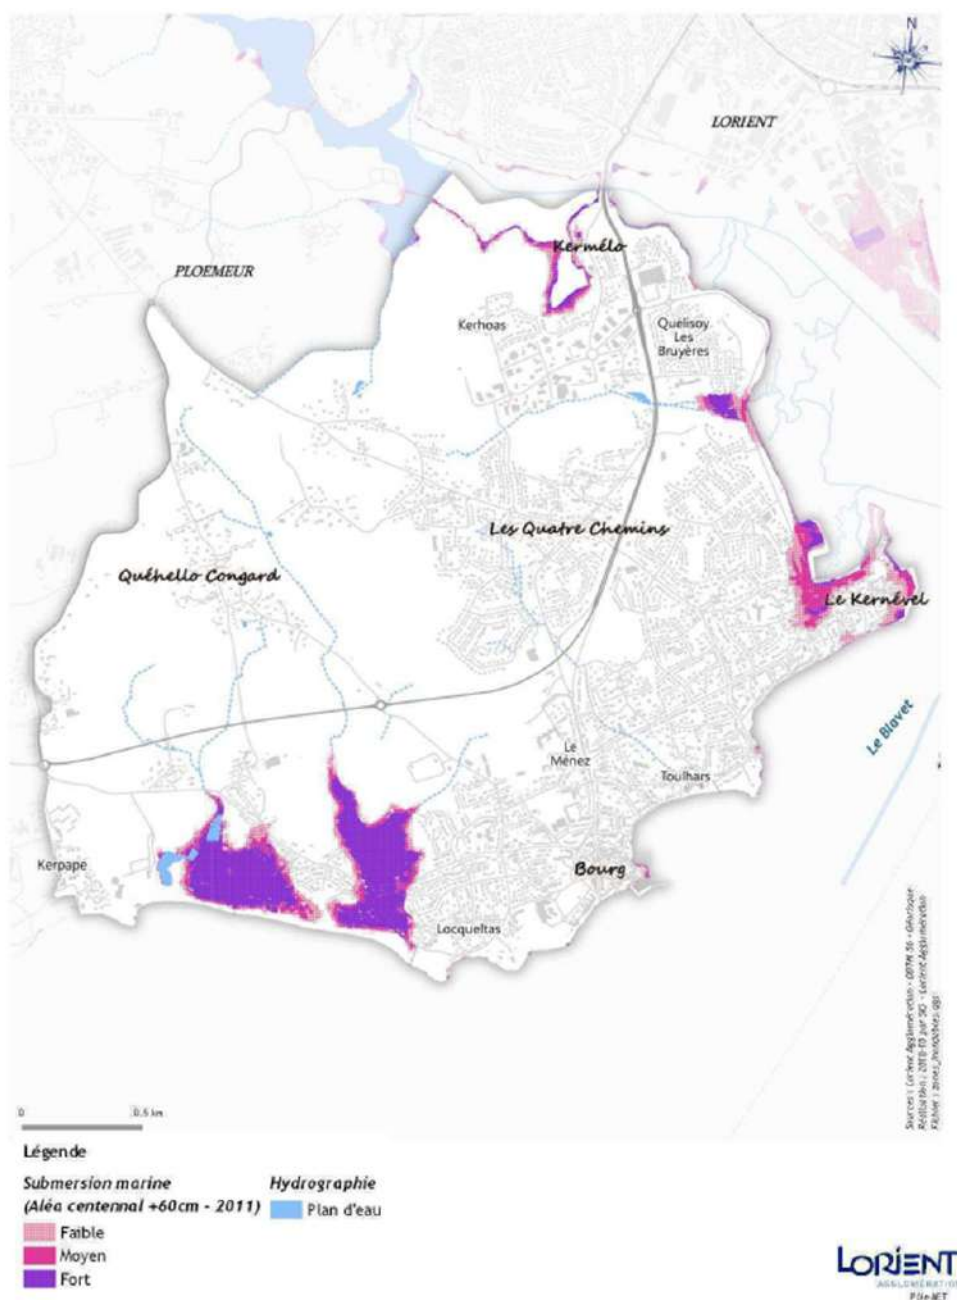 N
LORIENT
PLOEMEUR
Kermélo
Kerhoas
Quélisoy
Les
Bruyères
Les Quatre Chemins
Quéhello Congard
Le Kernével
Le Blavet
Le
Ménez
Toulhars
Kerpape
Bourg
Locqueltas
0
0.5 km
Légende
Submersion marine
(Aléa centennal +60cm - 2011)
Faible
Moyen
Fort
Hydrographie
Plan d'eau
LORIENT
AGGLOMÉRATION